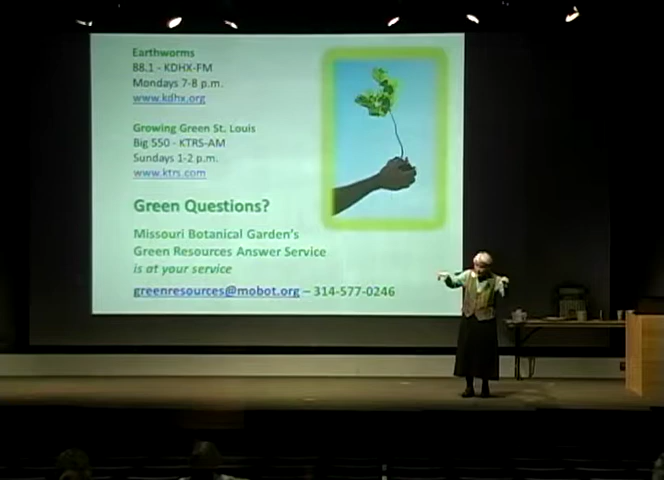 Earthworms
88.1 - KDHX-FM
Mondays 7-8 p.m.
www.kdhx.org
Growing Green St. Louis
Big 550 - KTRS-AM
Sundays 1-2 p.m.
www.ktrs.com
Green Questions?
Missouri Botanical Garden's
Green Resources Answer Service
is at your service
greenresources@mobot.org – 314-577-0246